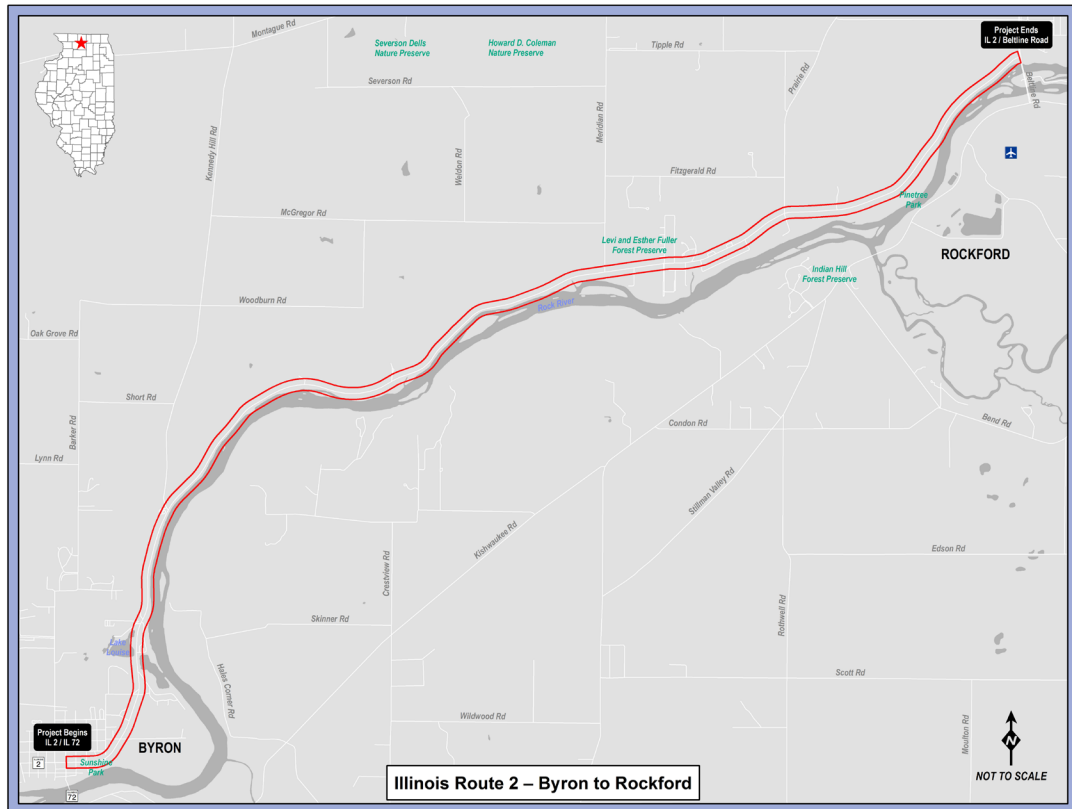 Montague Rd
Severson Dells
Nature Preserve
Howard D. Coleman
Nature Preserve
Tipple Rd
Project Ends
IL 2 / Beltline Road
Severson Rd
Prairie Rd
Beltline Rd
Kennedy Hill Rd
Weldon Rd
Meridian Rd
Fitzgerald Rd
Pinetree
Park
McGregor Rd
Levi and Esther Fuller
Forest Preserve
ROCKFORD
Indian Hill
Forest Preserve
Woodburn Rd
Rock River
Oak Grove Rd
Short Rd
Barker Rd
Condon Rd
Bend Rd
Lynn Rd
Stillman Valley Rd
Kishwaukee Rd
Edson Rd
Crestview Rd
Rothwell Rd
Skinner Rd
Lake
Louise
Hales Corner Rd
Scott Rd
Wildwood Rd
Moulton Rd
Project Begins
IL 2 / IL 72
BYRON
N
2
Sunshine
Park
72
Illinois Route 2 – Byron to Rockford
NOT TO SCALE